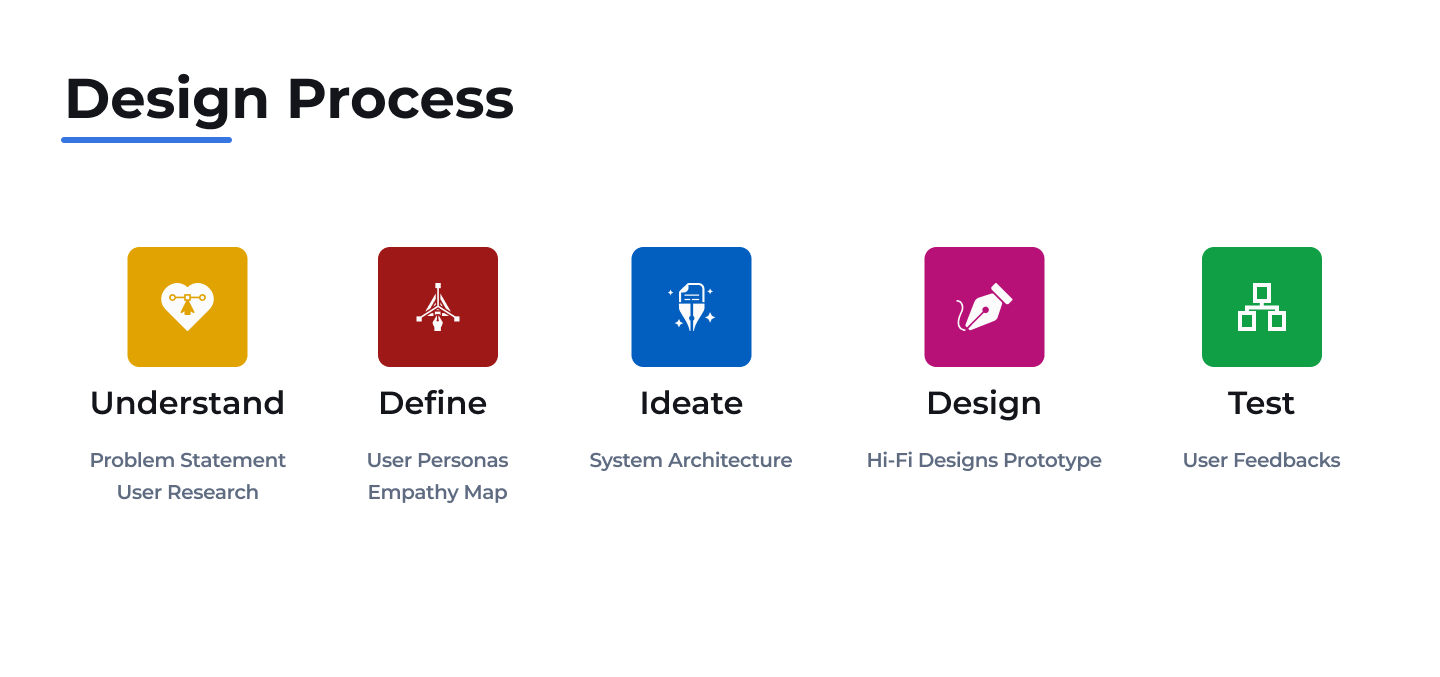 Design Process
Understand
Problem Statement
User Research
Define
User Personas
Empathy Map
Ideate
System Architecture
Design
Hi-Fi Designs Prototype
Test
User Feedbacks